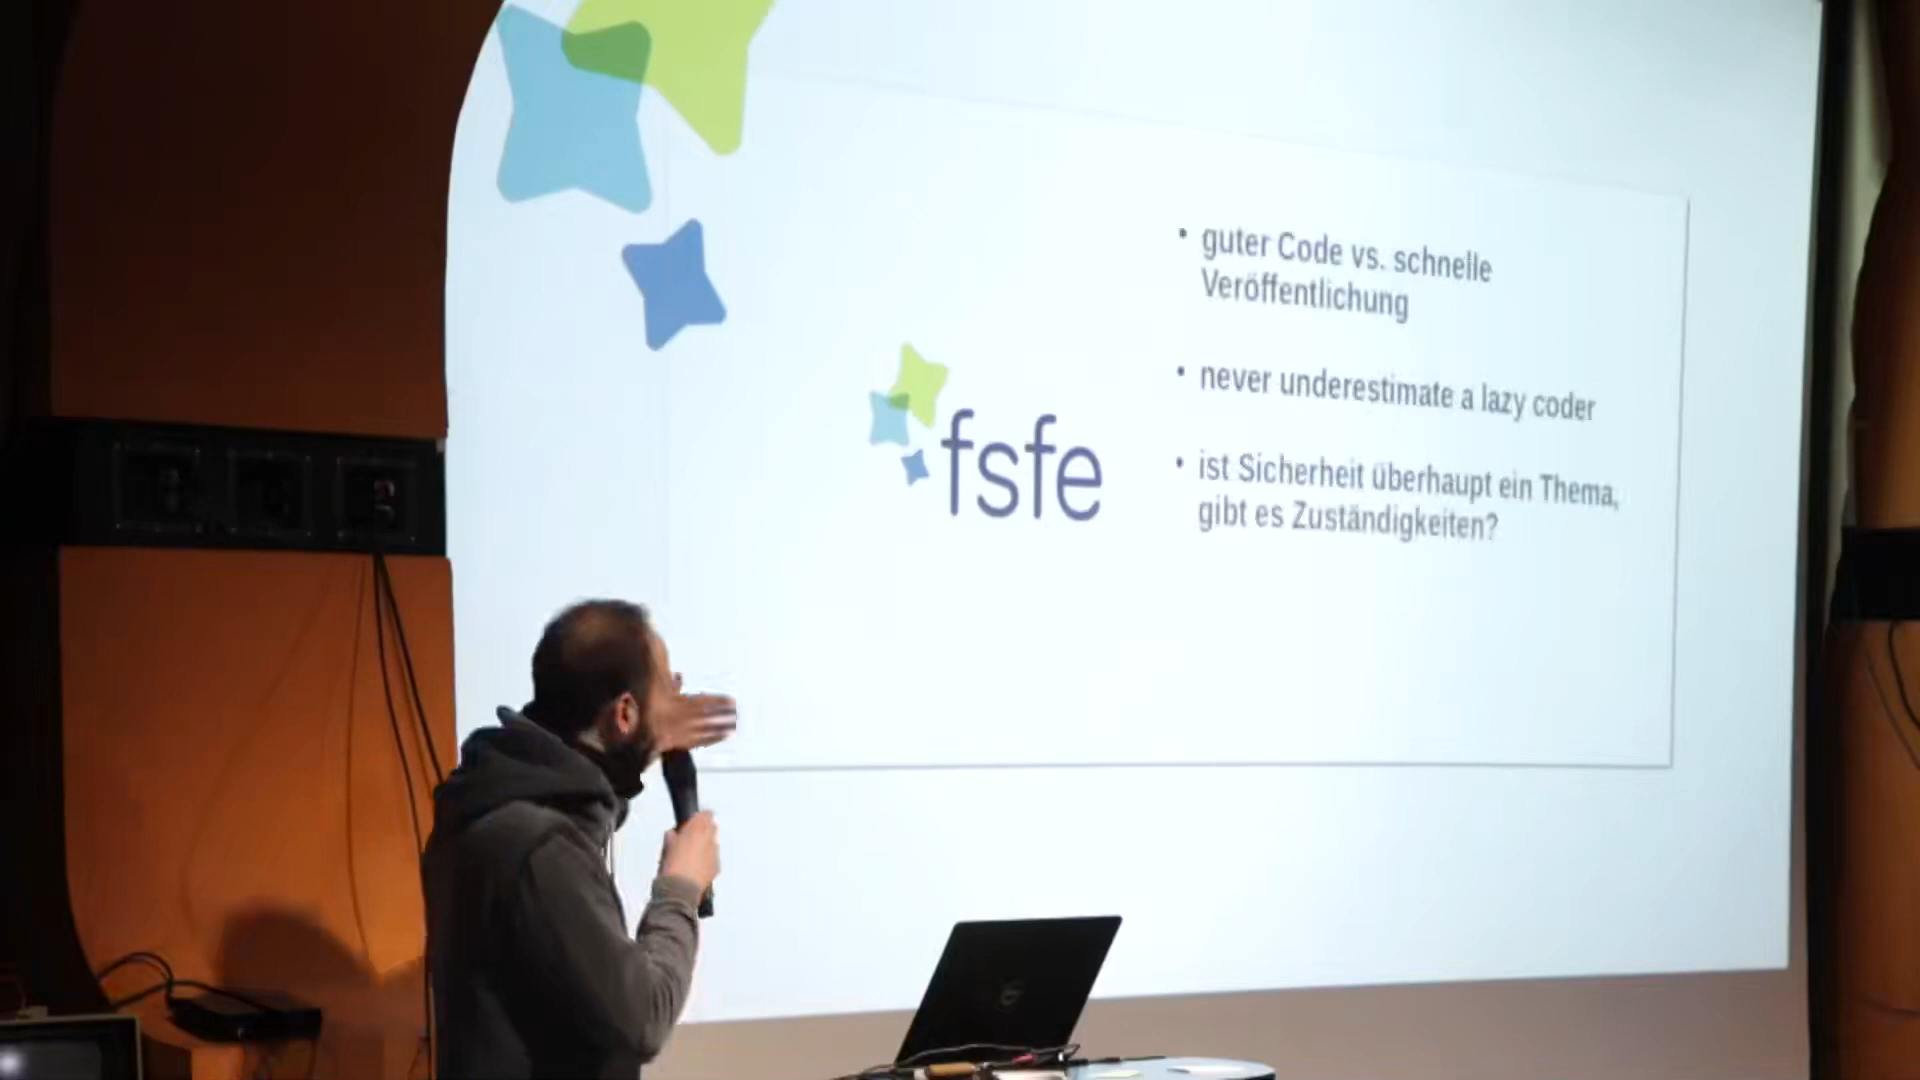 guter Code vs. schnelle
Veröffentlichung
never underestimate a lazy coder
ist Sicherheit überhaupt ein Thema,
gibt es Zuständigkeiten?
fsfe